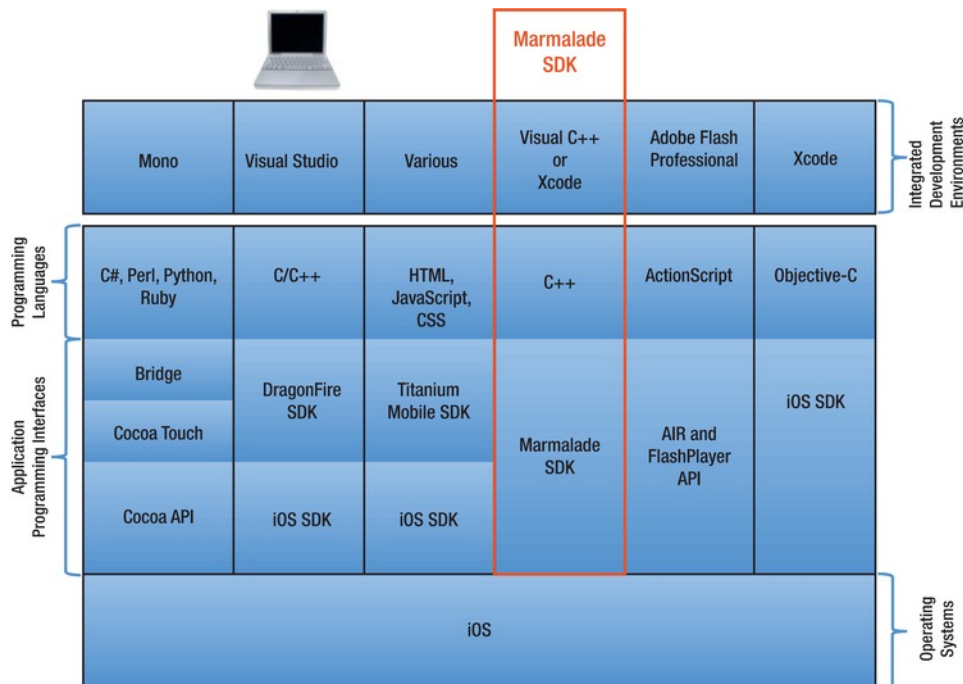 Marmalade
SDK
Mono
Visual Studio
Various
Visual C++
or
Xcode
Adobe Flash
Professional
Xcode
Integrated
Development
Environments
Programming
Languages
C#, Perl, Python,
Ruby
C/C++
HTML,
JavaScript,
CSS
C++
ActionScript
Objective-C
Application
Programming Interfaces
Bridge
Cocoa Touch
Cocoa API
DragonFire
SDK
iOS SDK
Titanium
Mobile SDK
iOS SDK
Marmalade
SDK
AIR and
FlashPlayer
API
iOS SDK
iOS
Operating
Systems